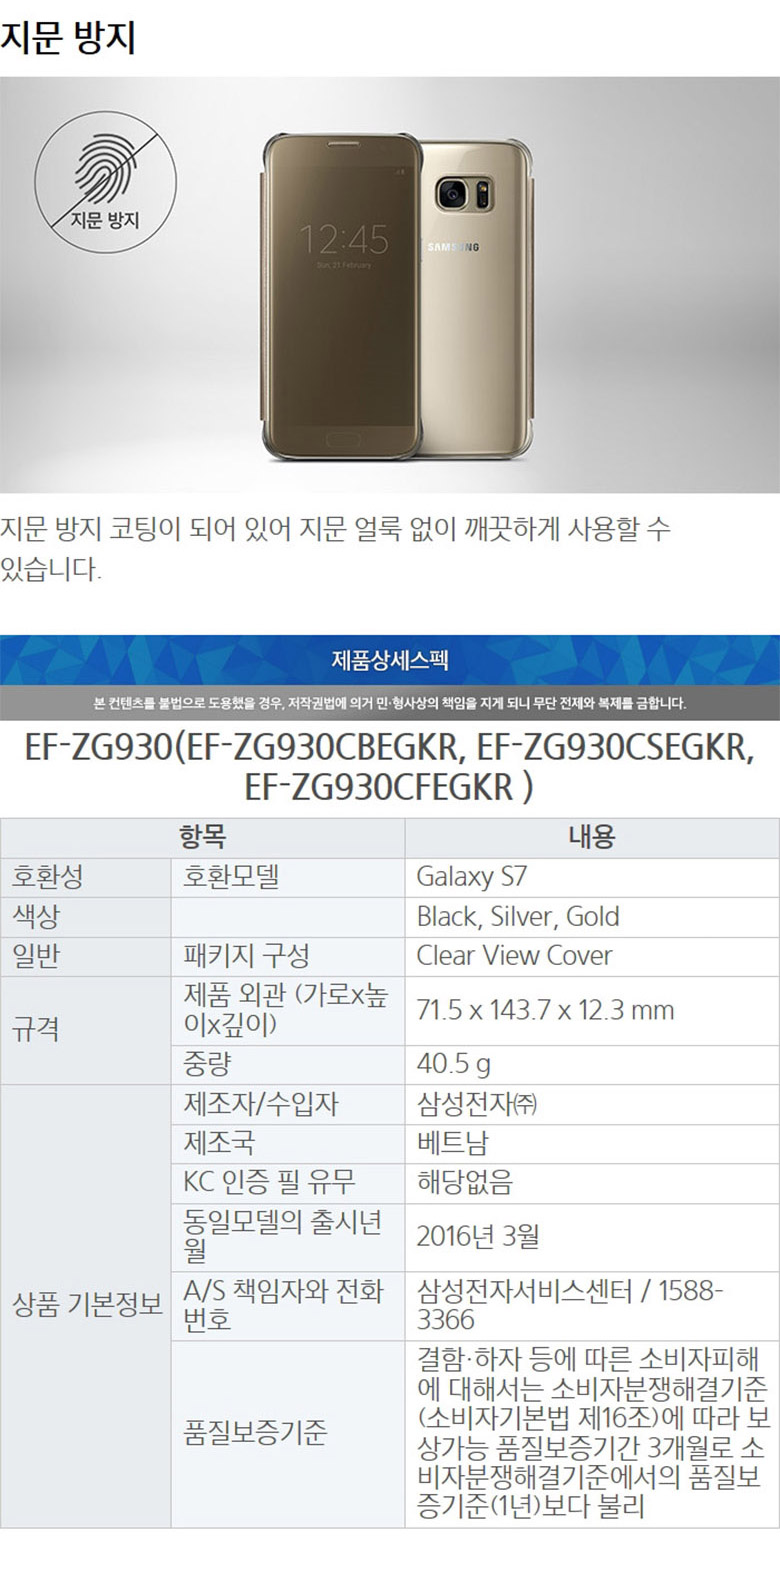 지문 방지
지문 방지
12:45
Sun, 21 February
SAMSUNG
지문 방지 코팅이 되어 있어 지문 얼룩 없이 깨끗하게 사용할 수
있습니다.
제품상세스펙
본 컨텐츠를 불법으로 도용했을 경우, 저작권법에 의거 민·형사상의 책임을 지게 되니 무단 전제와 복제를 금합니다.
EF-ZG930(EF-ZG930CBEGKR, EF-ZG930CSEGKR,
EF-ZG930CFEGKR )
항목 내용
호환성 호환모델 Galaxy S7
색상 Black, Silver, Gold
일반 패키지 구성 Clear View Cover
규격 제품 외관 (가로x높
이x깊이) 71.5 x 143.7 x 12.3 mm
중량 40.5 g
상품 기본정보 제조자/수입자 삼성전자㈜
제조국 베트남
KC 인증 필 유무 해당없음
동일모델의 출시년
월 2016년 3월
A/S 책임자와 전화 삼성전자서비스센터 / 1588-
번호 3366
품질보증기준 결함·하자 등에 따른 소비자피해
에 대해서는 소비자분쟁해결기준
(소비자기본법 제16조)에 따라 보
상가능 품질보증기간 3개월로 소
비자분쟁해결기준에서의 품질보
증기준(1년)보다 불리